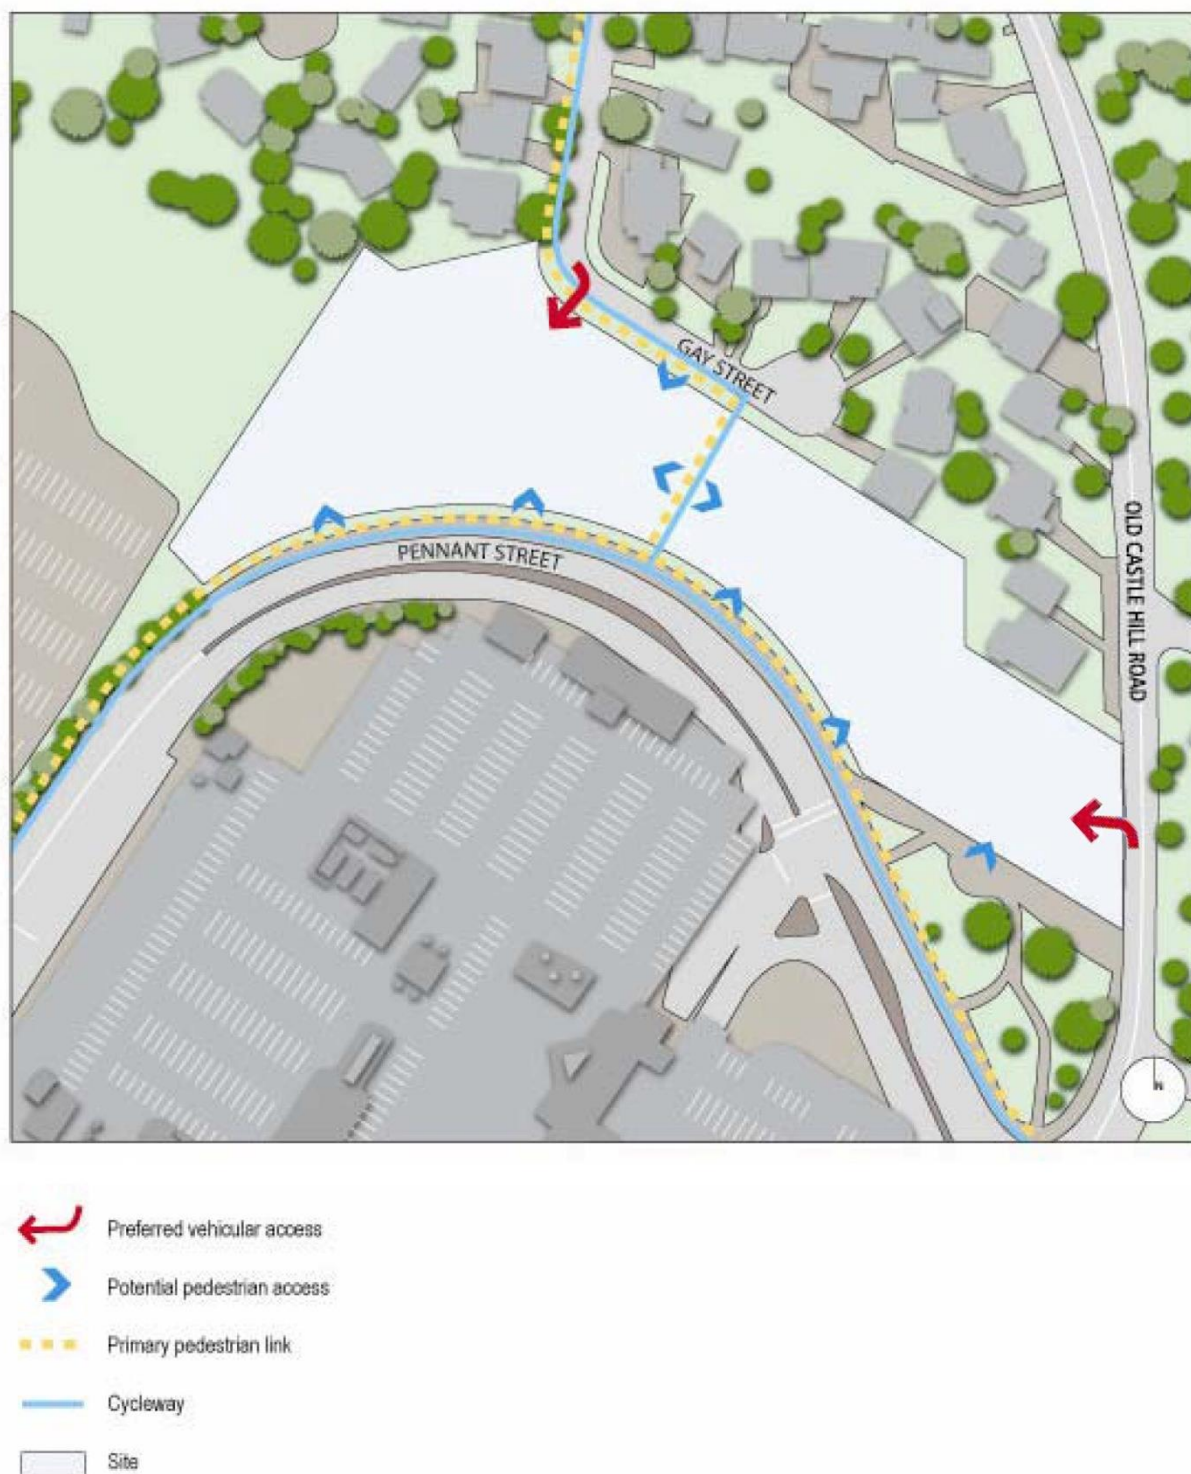 GAY STREET
PENNANT STREET
OLD CASTLE HILL ROAD
N
Preferred vehicular access
Potential pedestrian access
Primary pedestrian link
Cycleway
Site